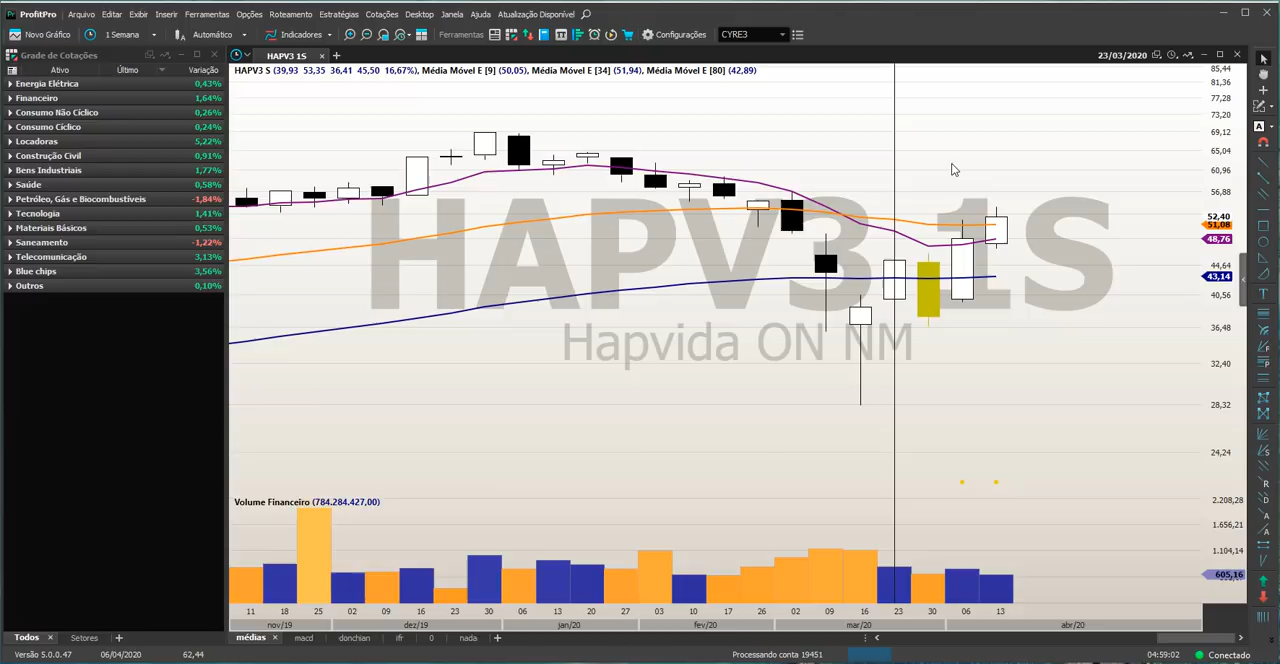 ProfitPro Arquivo Editar Exibir Inserir Ferramentas Opções Roteamento Estratégias Cotações Desktop Janela Ajuda Atualização Disponível
Novo Gráfico 1 Semana Automático Indicadores Ferramentas Configurações CYRE3
Grade de Cotações
HAPV3 1S
23/03/2020
Ativo Último Variação
Energia Elétrica 0,43%
Financeiro 1,64%
Consumo Não Cíclico 0,26%
Consumo Cíclico 0,24%
Locadoras 5,22%
Construção Civil 0,91%
Bens Industriais 1,77%
Saúde 0,58%
Petróleo, Gás e Biocombustíveis -1,84%
Tecnologia 1,41%
Materiais Básicos 0,53%
Saneamento -1,22%
Telecomunicação 3,13%
Blue chips 3,56%
Outros 0,10%
HAPV3 S (39,93 53,35 36,41 45,50 16,67%), Média Móvel E [9] (50,05), Média Móvel E [34] (51,94), Média Móvel E [80] (42,89)
HAPV3 1S
Hapvida ON NM
85,44
81,36
77,28
73,20
69,12
65,04
60,96
56,88
52,40
51,08
48,76
44,64
43,14
40,56
36,48
32,40
28,32
24,24
Volume Financeiro (784.284.427,00)
2.208,28
1.656,21
1.104,14
605,16
11 18 25 02 09 16 23 30 06 13 20 27 03 10 17 26 02 09 16 23 30 06 13
nov/19 dez/19 jan/20 fev/20 mar/20 abr/20
Todos Setores
médias macd donchian ifr 0 nada
Versão 5.0.0.47 06/04/2020 62,44 Processando conta 19451 04:59:02 Conectado